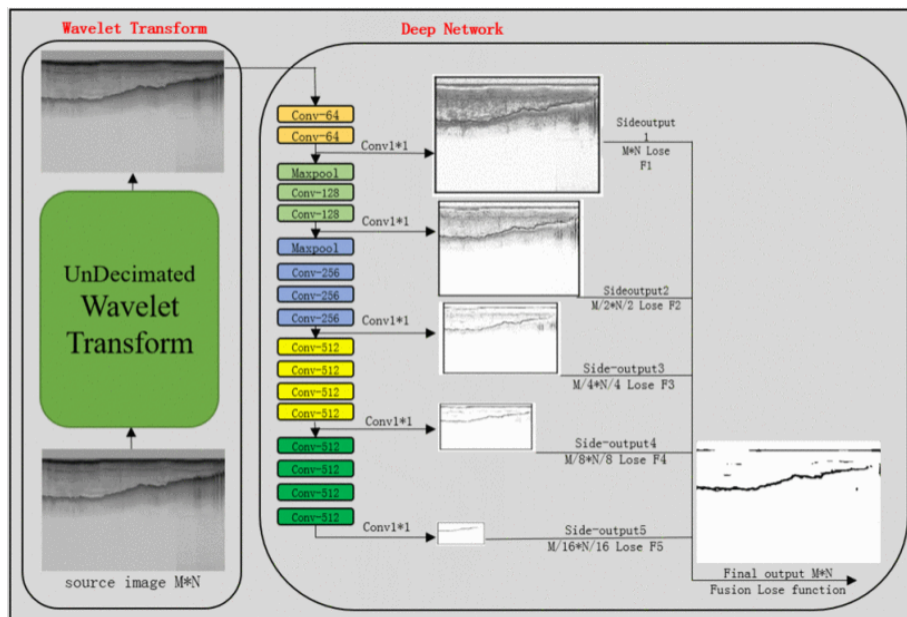 Wavelet Transform
Deep Network
UnDecimated
Wavelet
Transform
source image M*N
Conv-64
Conv-64
Conv1*1
Maxpool
Conv-128
Conv-128
Conv1*1
Maxpool
Conv-256
Conv-256
Conv-256
Conv1*1
Conv-512
Conv-512
Conv-512
Conv-512
Conv1*1
Conv-512
Conv-512
Conv-512
Conv-512
Conv1*1
Sideoutput
1
M*N Lose
F1
Sideoutput2
M/2*N/2 Lose F2
Side-output3
M/4*N/4 Lose F3
Side-output4
M/8*N/8 Lose F4
Side-output5
M/16*N/16 Lose F5
Final output M*N
Fusion Lose function